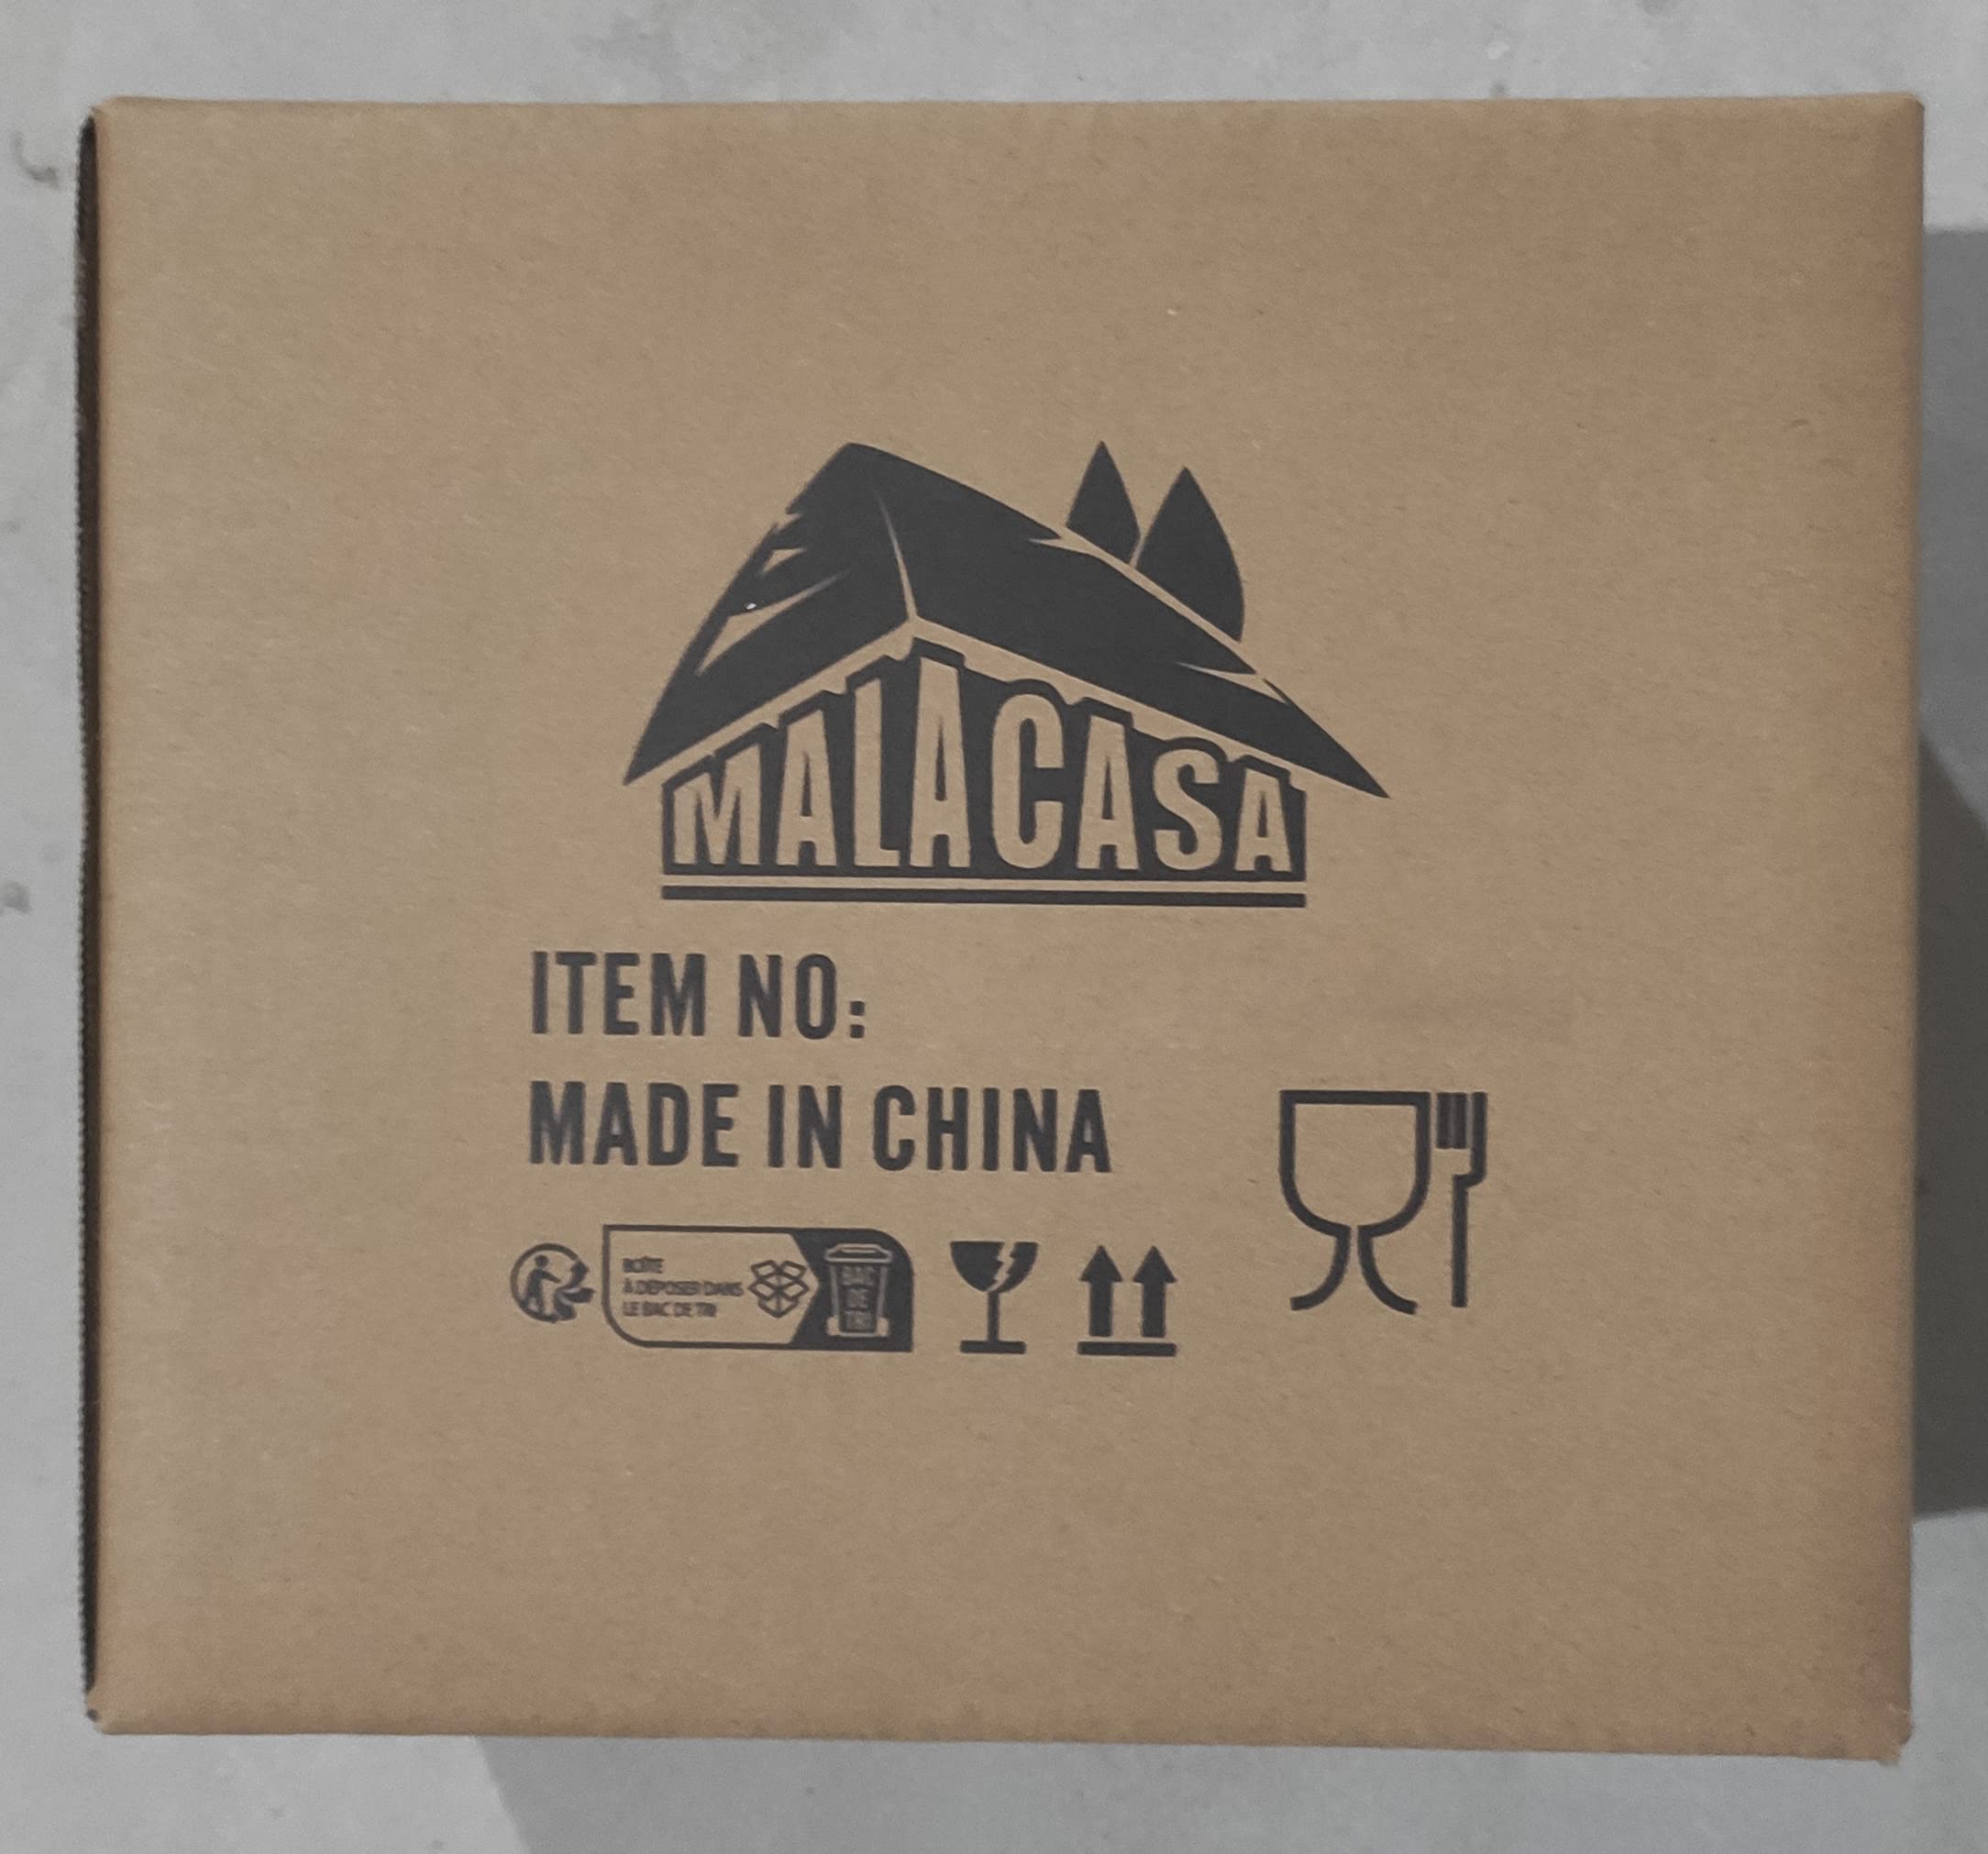 MALACASA
ITEM NO:
MADE IN CHINA
BOÎTE
À DÉPOSER DANS
LE BAC DE TRI
BAC
DE
TRI